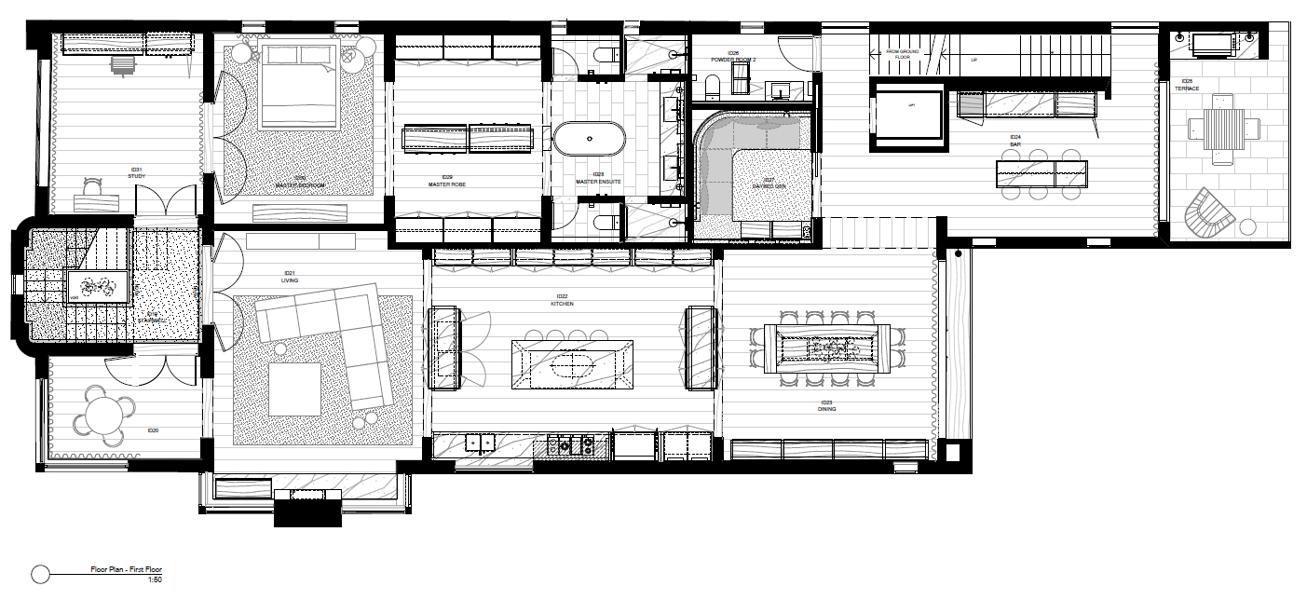 ID26
POWDER ROOM 2
FROM GROUND
FLOOR
UP
ID25
TERRACE
LIFT
ID24
BAR
ID31
STUDY
ID30
MASTER BEDROOM
ID29
MASTER ROBE
ID28
MASTER ENSUITE
ID27
DAYBED DEN
ID21
LIVING
ID22
KITCHEN
VOID
STAIRWELL
ID23
DINING
ID20
Floor Plan - First Floor
1:50